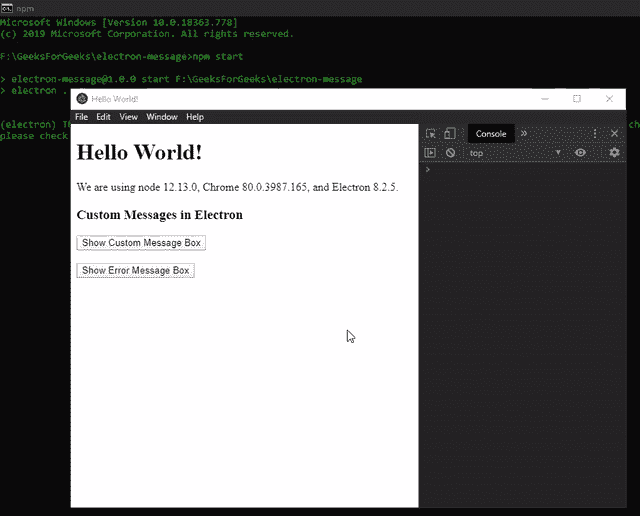 npm
Microsoft Windows [Version 10.0.18363.778]
(c) 2019 Microsoft Corporation. All rights reserved.
F:\GeeksForGeeks\electron-message>npm start
> electron-message@1.0.0 start F:\GeeksForGeeks\electron-message
> electron .
(electron) T
che
please check
Hello World!
File Edit View Window Help
Console
top
Hello World!
We are using node 12.13.0, Chrome 80.0.3987.165, and Electron 8.2.5.
Custom Messages in Electron
Show Custom Message Box
Show Error Message Box